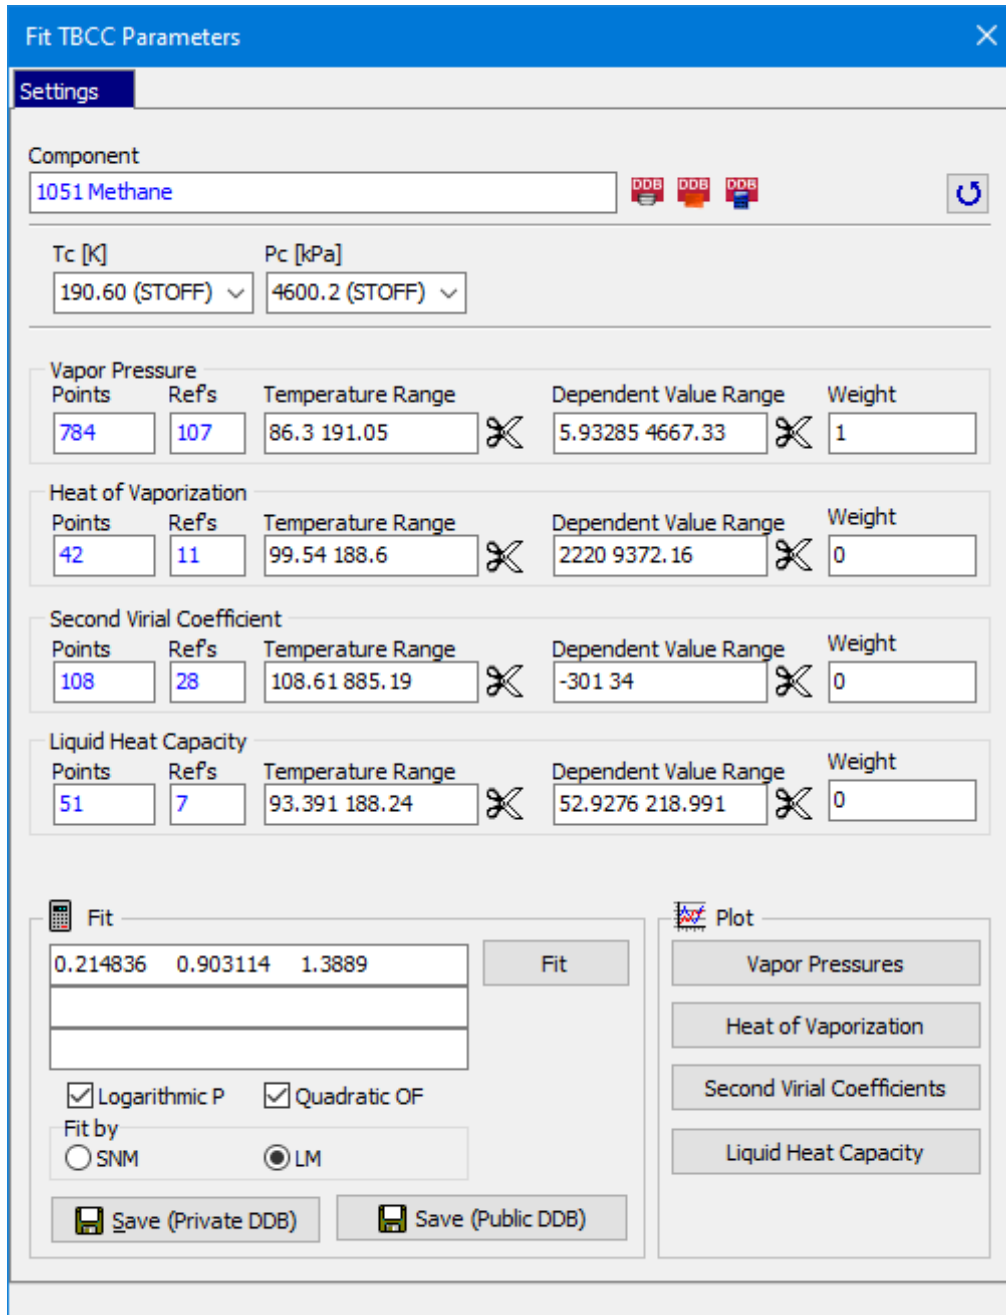 Fit TBCC Parameters
Settings
Component
1051 Methane
DDB DDB DDB
Tc [K] Pc [kPa]
190.60 (STOFF) 4600.2 (STOFF)
Vapor Pressure
Points Ref's Temperature Range Dependent Value Range Weight
784 107 86.3 191.05 5.93285 4667.33 1
Heat of Vaporization
Points Ref's Temperature Range Dependent Value Range Weight
42 11 99.54 188.6 2220 9372.16 0
Second Virial Coefficient
Points Ref's Temperature Range Dependent Value Range Weight
108 28 108.61 885.19 -301 34 0
Liquid Heat Capacity
Points Ref's Temperature Range Dependent Value Range Weight
51 7 93.391 188.24 52.9276 218.991 0
Fit Plot
0.214836 0.903114 1.3889 Fit Vapor Pressures
Heat of Vaporization
Logarithmic P Quadratic OF Second Virial Coefficients
Fit by
SNM LM Liquid Heat Capacity
Save (Private DDB) Save (Public DDB)